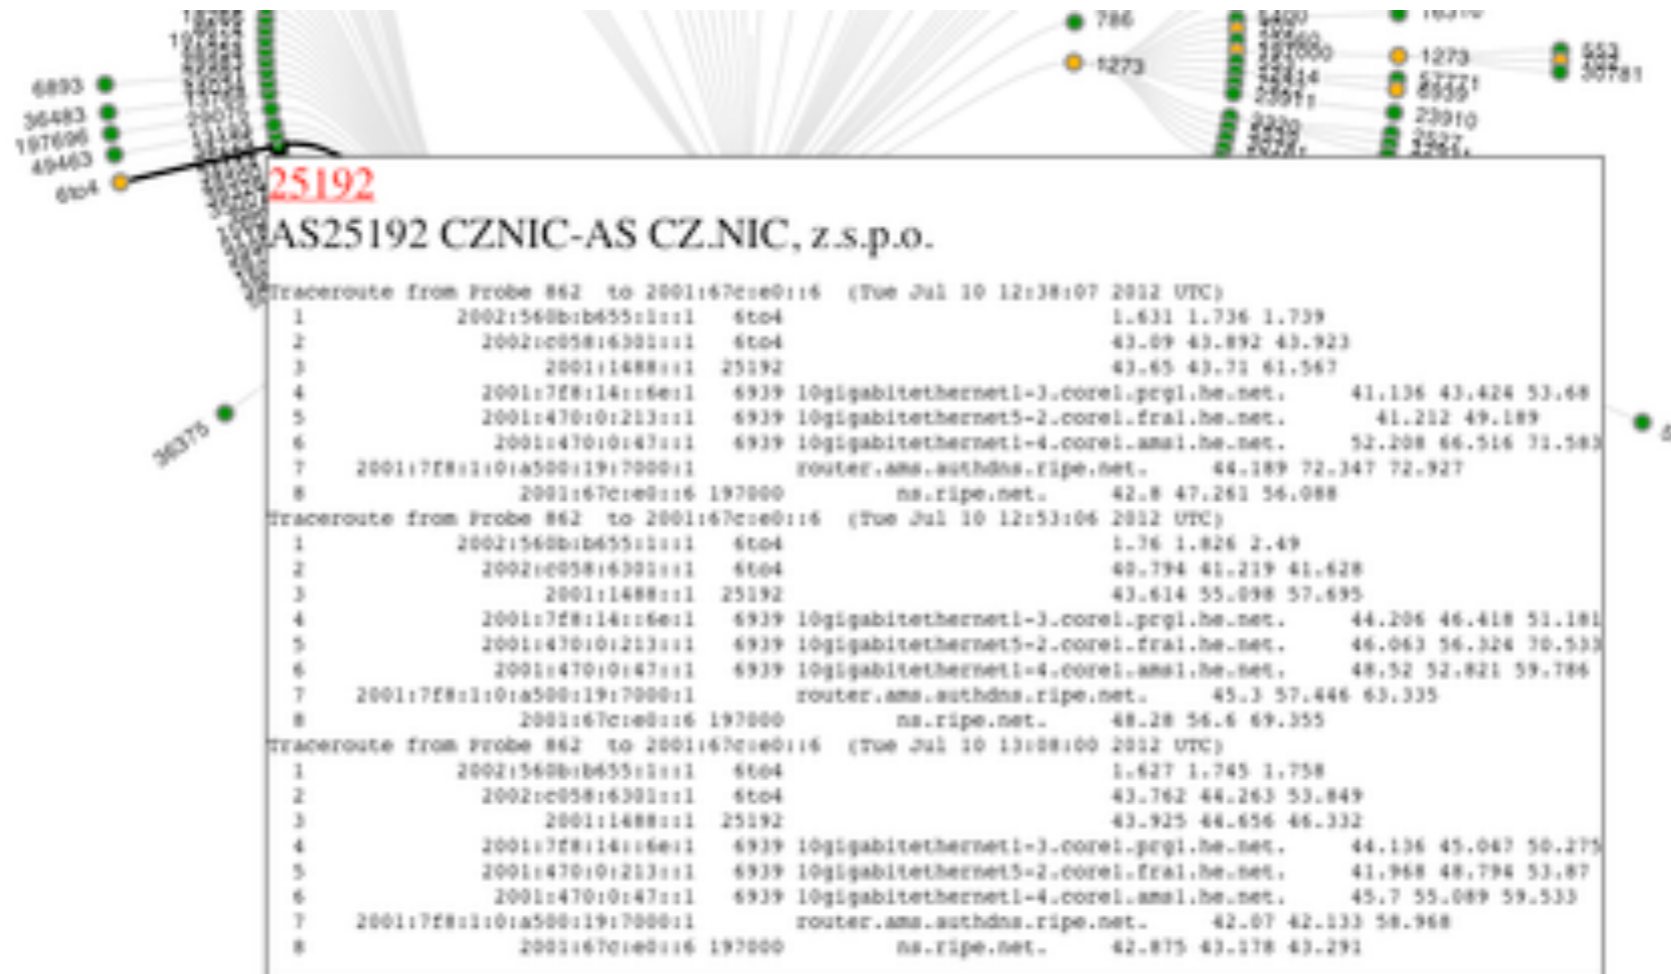 786
16310
1273
1273
553
30781
6893
36483
197696
49463
6to4
57771
6939
23911
23910
36375
25192
AS25192 CZNIC-AS CZ.NIC, z.s.p.o.
Traceroute from Probe 862 to 2001:67c:e0::6 (Tue Jul 10 12:38:07 2012 UTC)
1 2002:560b:b655:1::1 6to4 1.631 1.736 1.739
2 2002:c058:6301::1 6to4 43.09 43.892 43.923
3 2001:1488::1 25192 43.65 43.71 61.567
4 2001:7f8:14::6e:1 6939 10gigabitethernet1-3.core1.prg1.he.net. 41.136 43.424 53.68
5 2001:470:0:213::1 6939 10gigabitethernet5-2.core1.fra1.he.net. 41.212 49.189
6 2001:470:0:47::1 6939 10gigabitethernet1-4.core1.ams1.he.net. 52.208 66.516 71.583
7 2001:7f8:1:0:a500:19:7000:1 router.ams.authdns.ripe.net. 44.189 72.347 72.927
8 2001:67c:e0::6 197000 ns.ripe.net. 42.8 47.261 56.088
Traceroute from Probe 862 to 2001:67c:e0::6 (Tue Jul 10 12:53:06 2012 UTC)
1 2002:560b:b655:1::1 6to4 1.76 1.826 2.49
2 2002:c058:6301::1 6to4 40.794 41.219 41.628
3 2001:1488::1 25192 43.614 55.098 57.695
4 2001:7f8:14::6e:1 6939 10gigabitethernet1-3.core1.prg1.he.net. 44.206 46.418 51.181
5 2001:470:0:213::1 6939 10gigabitethernet5-2.core1.fra1.he.net. 46.063 56.324 70.533
6 2001:470:0:47::1 6939 10gigabitethernet1-4.core1.ams1.he.net. 48.52 52.821 59.786
7 2001:7f8:1:0:a500:19:7000:1 router.ams.authdns.ripe.net. 45.3 57.446 63.335
8 2001:67c:e0::6 197000 ns.ripe.net. 48.28 56.6 69.355
Traceroute from Probe 862 to 2001:67c:e0::6 (Tue Jul 10 13:08:00 2012 UTC)
1 2002:560b:b655:1::1 6to4 1.627 1.745 1.758
2 2002:c058:6301::1 6to4 43.762 44.263 53.849
3 2001:1488::1 25192 43.925 44.656 46.332
4 2001:7f8:14::6e:1 6939 10gigabitethernet1-3.core1.prg1.he.net. 44.136 45.047 50.275
5 2001:470:0:213::1 6939 10gigabitethernet5-2.core1.fra1.he.net. 41.968 48.794 53.87
6 2001:470:0:47::1 6939 10gigabitethernet1-4.core1.ams1.he.net. 45.7 55.089 59.533
7 2001:7f8:1:0:a500:19:7000:1 router.ams.authdns.ripe.net. 42.07 42.133 58.968
8 2001:67c:e0::6 197000 ns.ripe.net. 42.875 43.178 43.291